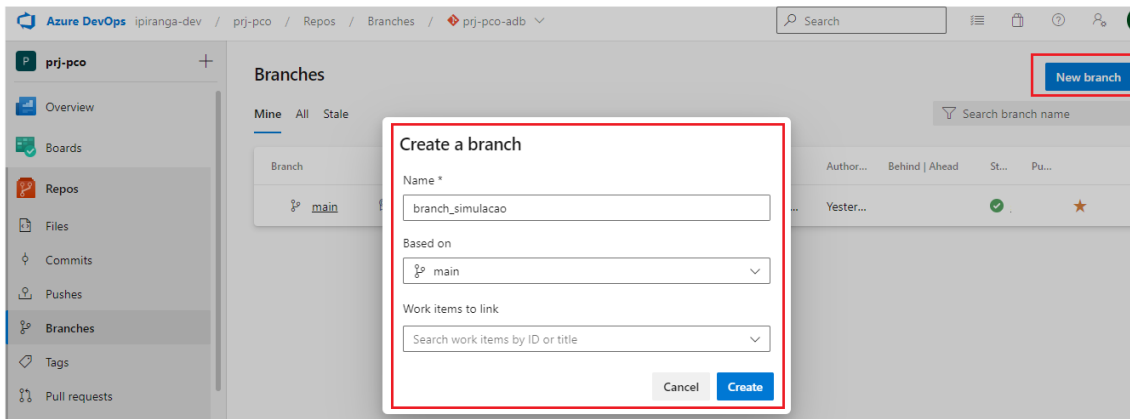 Azure DevOps ipiranga-dev / prj-pco / Repos / Branches / prj-pco-adb Search
P prj-pco
Overview
Boards
Repos
Files
Commits
Pushes
Branches
Tags
Pull requests
Branches
New branch
Mine All Stale
Search branch name
Branch Author... Behind | Ahead St... Pu...
main ... Yester...
Create a branch
Name *
branch_simulacao
Based on
main
Work items to link
Search work items by ID or title
Cancel Create